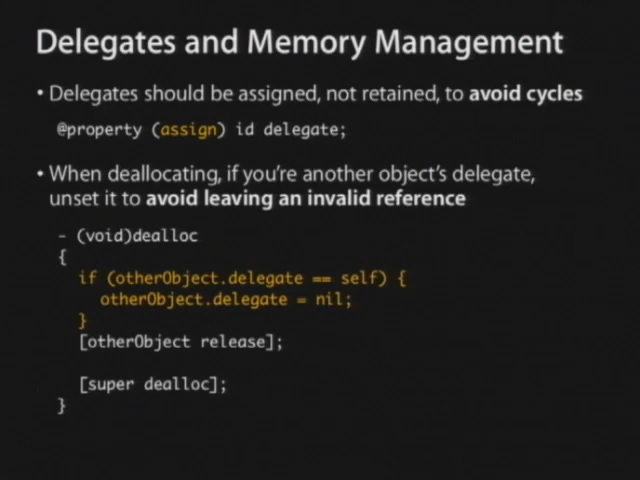 Delegates and Memory Management
• Delegates should be assigned, not retained, to avoid cycles
@property (assign) id delegate;
• When deallocating, if you're another object's delegate,
unset it to avoid leaving an invalid reference
- (void)dealloc
{
if (otherObject.delegate == self) {
otherObject.delegate = nil;
}
[otherObject release];
[super dealloc];
}